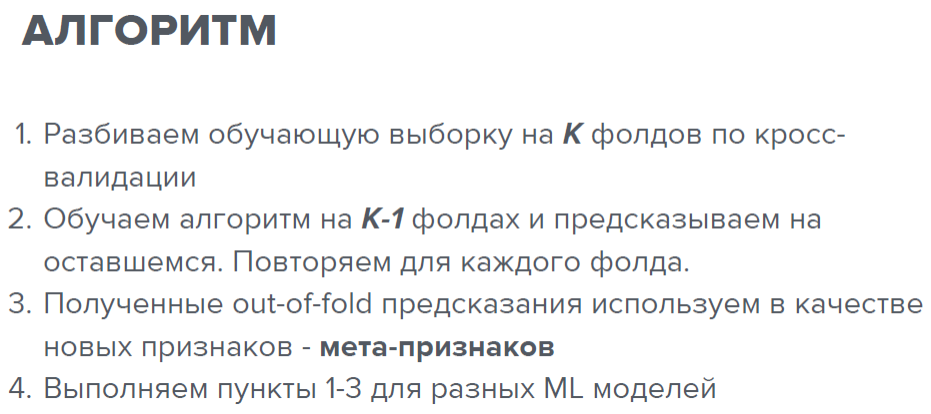 АЛГОРИТМ
1. Разбиваем обучающую выборку на K фолдов по кросс-
валидации
2. Обучаем алгоритм на K-1 фолдах и предсказываем на
оставшемся. Повторяем для каждого фолда.
3. Полученные out-of-fold предсказания используем в качестве
новых признаков - мета-признаков
4. Выполняем пункты 1-3 для разных ML моделей